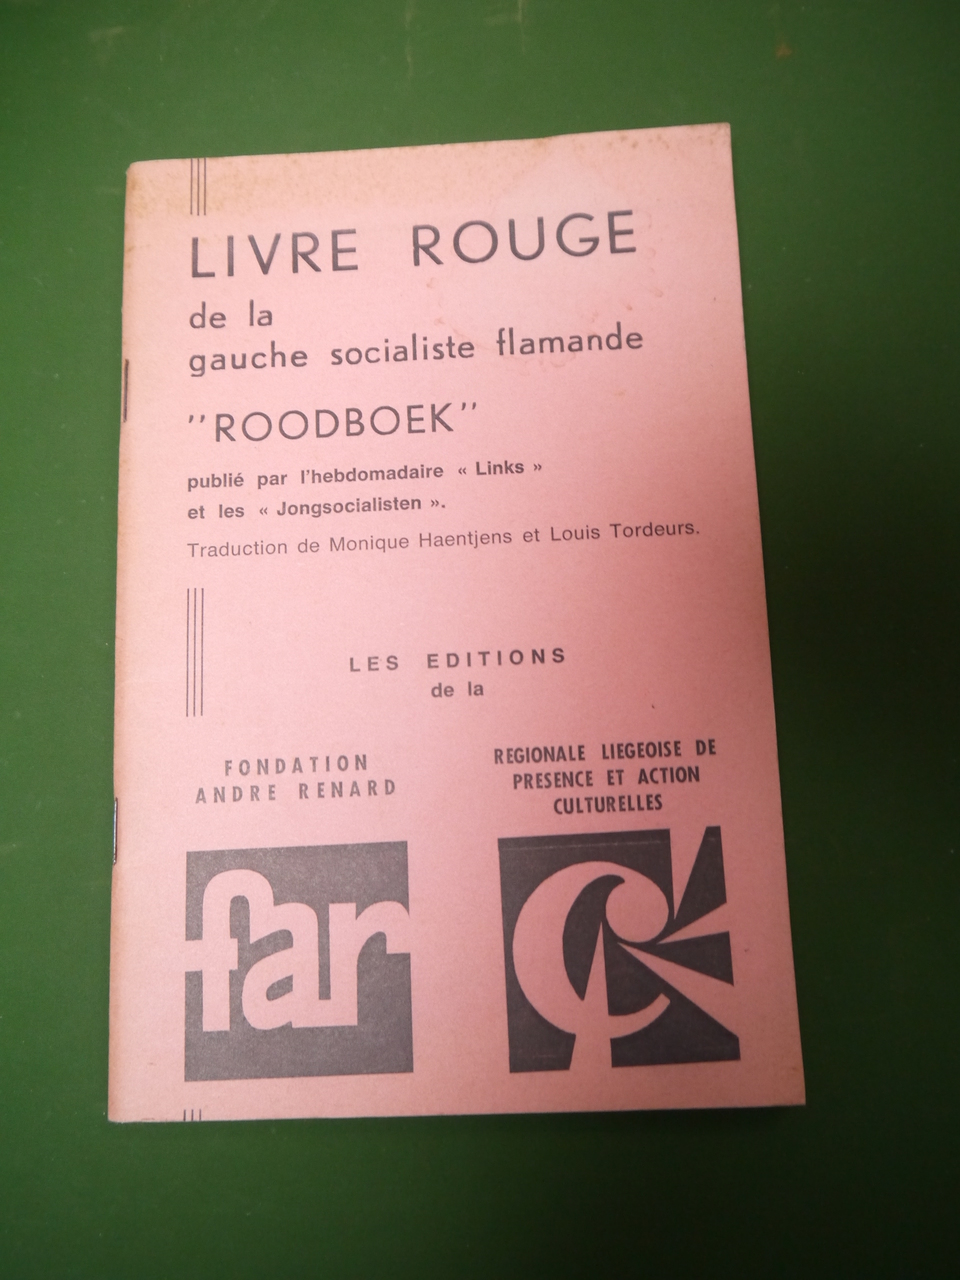 LIVRE ROUGE
de la
gauche socialiste flamande
"ROODBOEK"
publié par l'hebdomadaire « Links »
et les « Jongsocialisten ».
Traduction de Monique Haentjens et Louis Tordeurs.
LES EDITIONS
de la
FONDATION
ANDRE RENARD
REGIONALE LIEGEOISE DE
PRESENCE ET ACTION
CULTURELLES
far